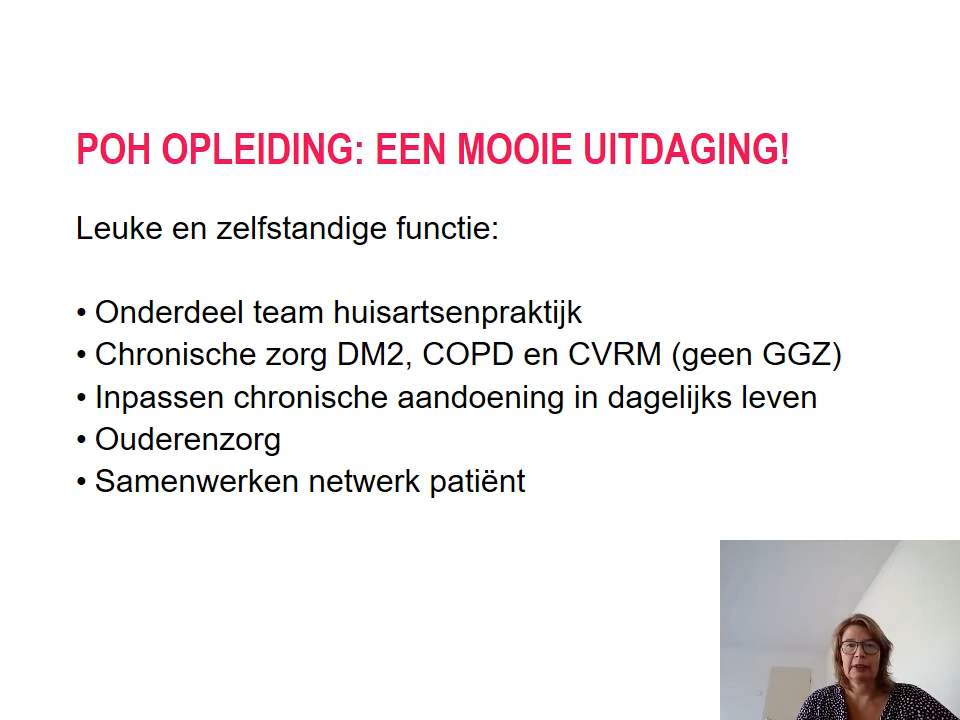 POH OPLEIDING: EEN MOOIE UITDAGING!
Leuke en zelfstandige functie:
• Onderdeel team huisartsenpraktijk
• Chronische zorg DM2, COPD en CVRM (geen GGZ)
• Inpassen chronische aandoening in dagelijks leven
• Ouderenzorg
• Samenwerken netwerk patiënt